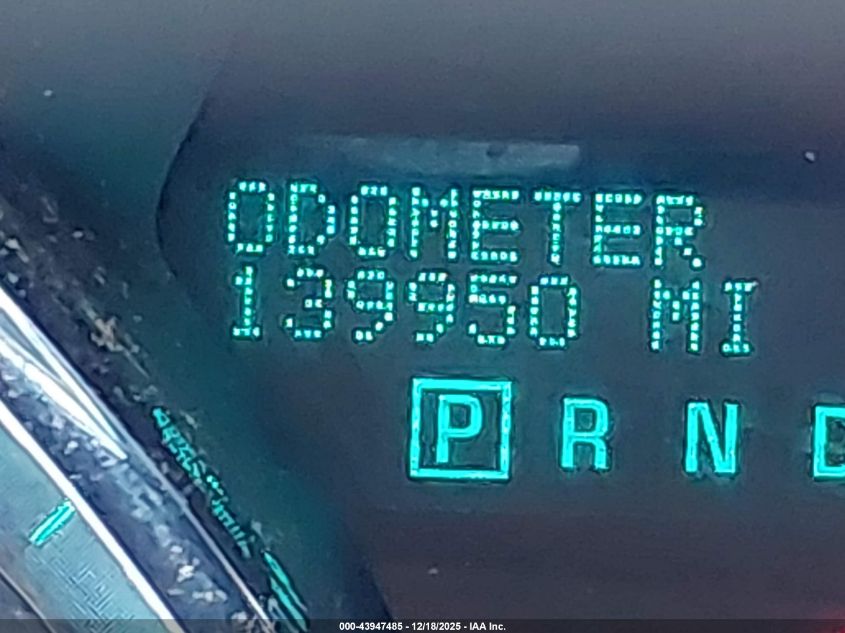 ODOMETER
139950 MI
P R N D
000-43947485 - 12/18/2025 - IAA Inc.